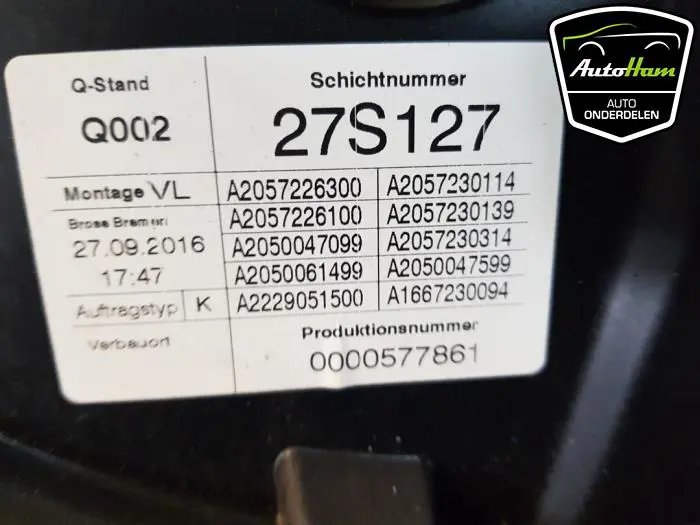 AutoHam
AUTO
ONDERDELEN
Q-Stand
Q002
Schichtnummer
27S127
Montage VL
Brose Bremen
27.09.2016
17:47
Auftragstyp K
Verbauort
A2057226300 A2057230114
A2057226100 A2057230139
A2050047099 A2057230314
A2050061499 A2050047599
A2229051500 A1667230094
Produktionsnummer
0000577861